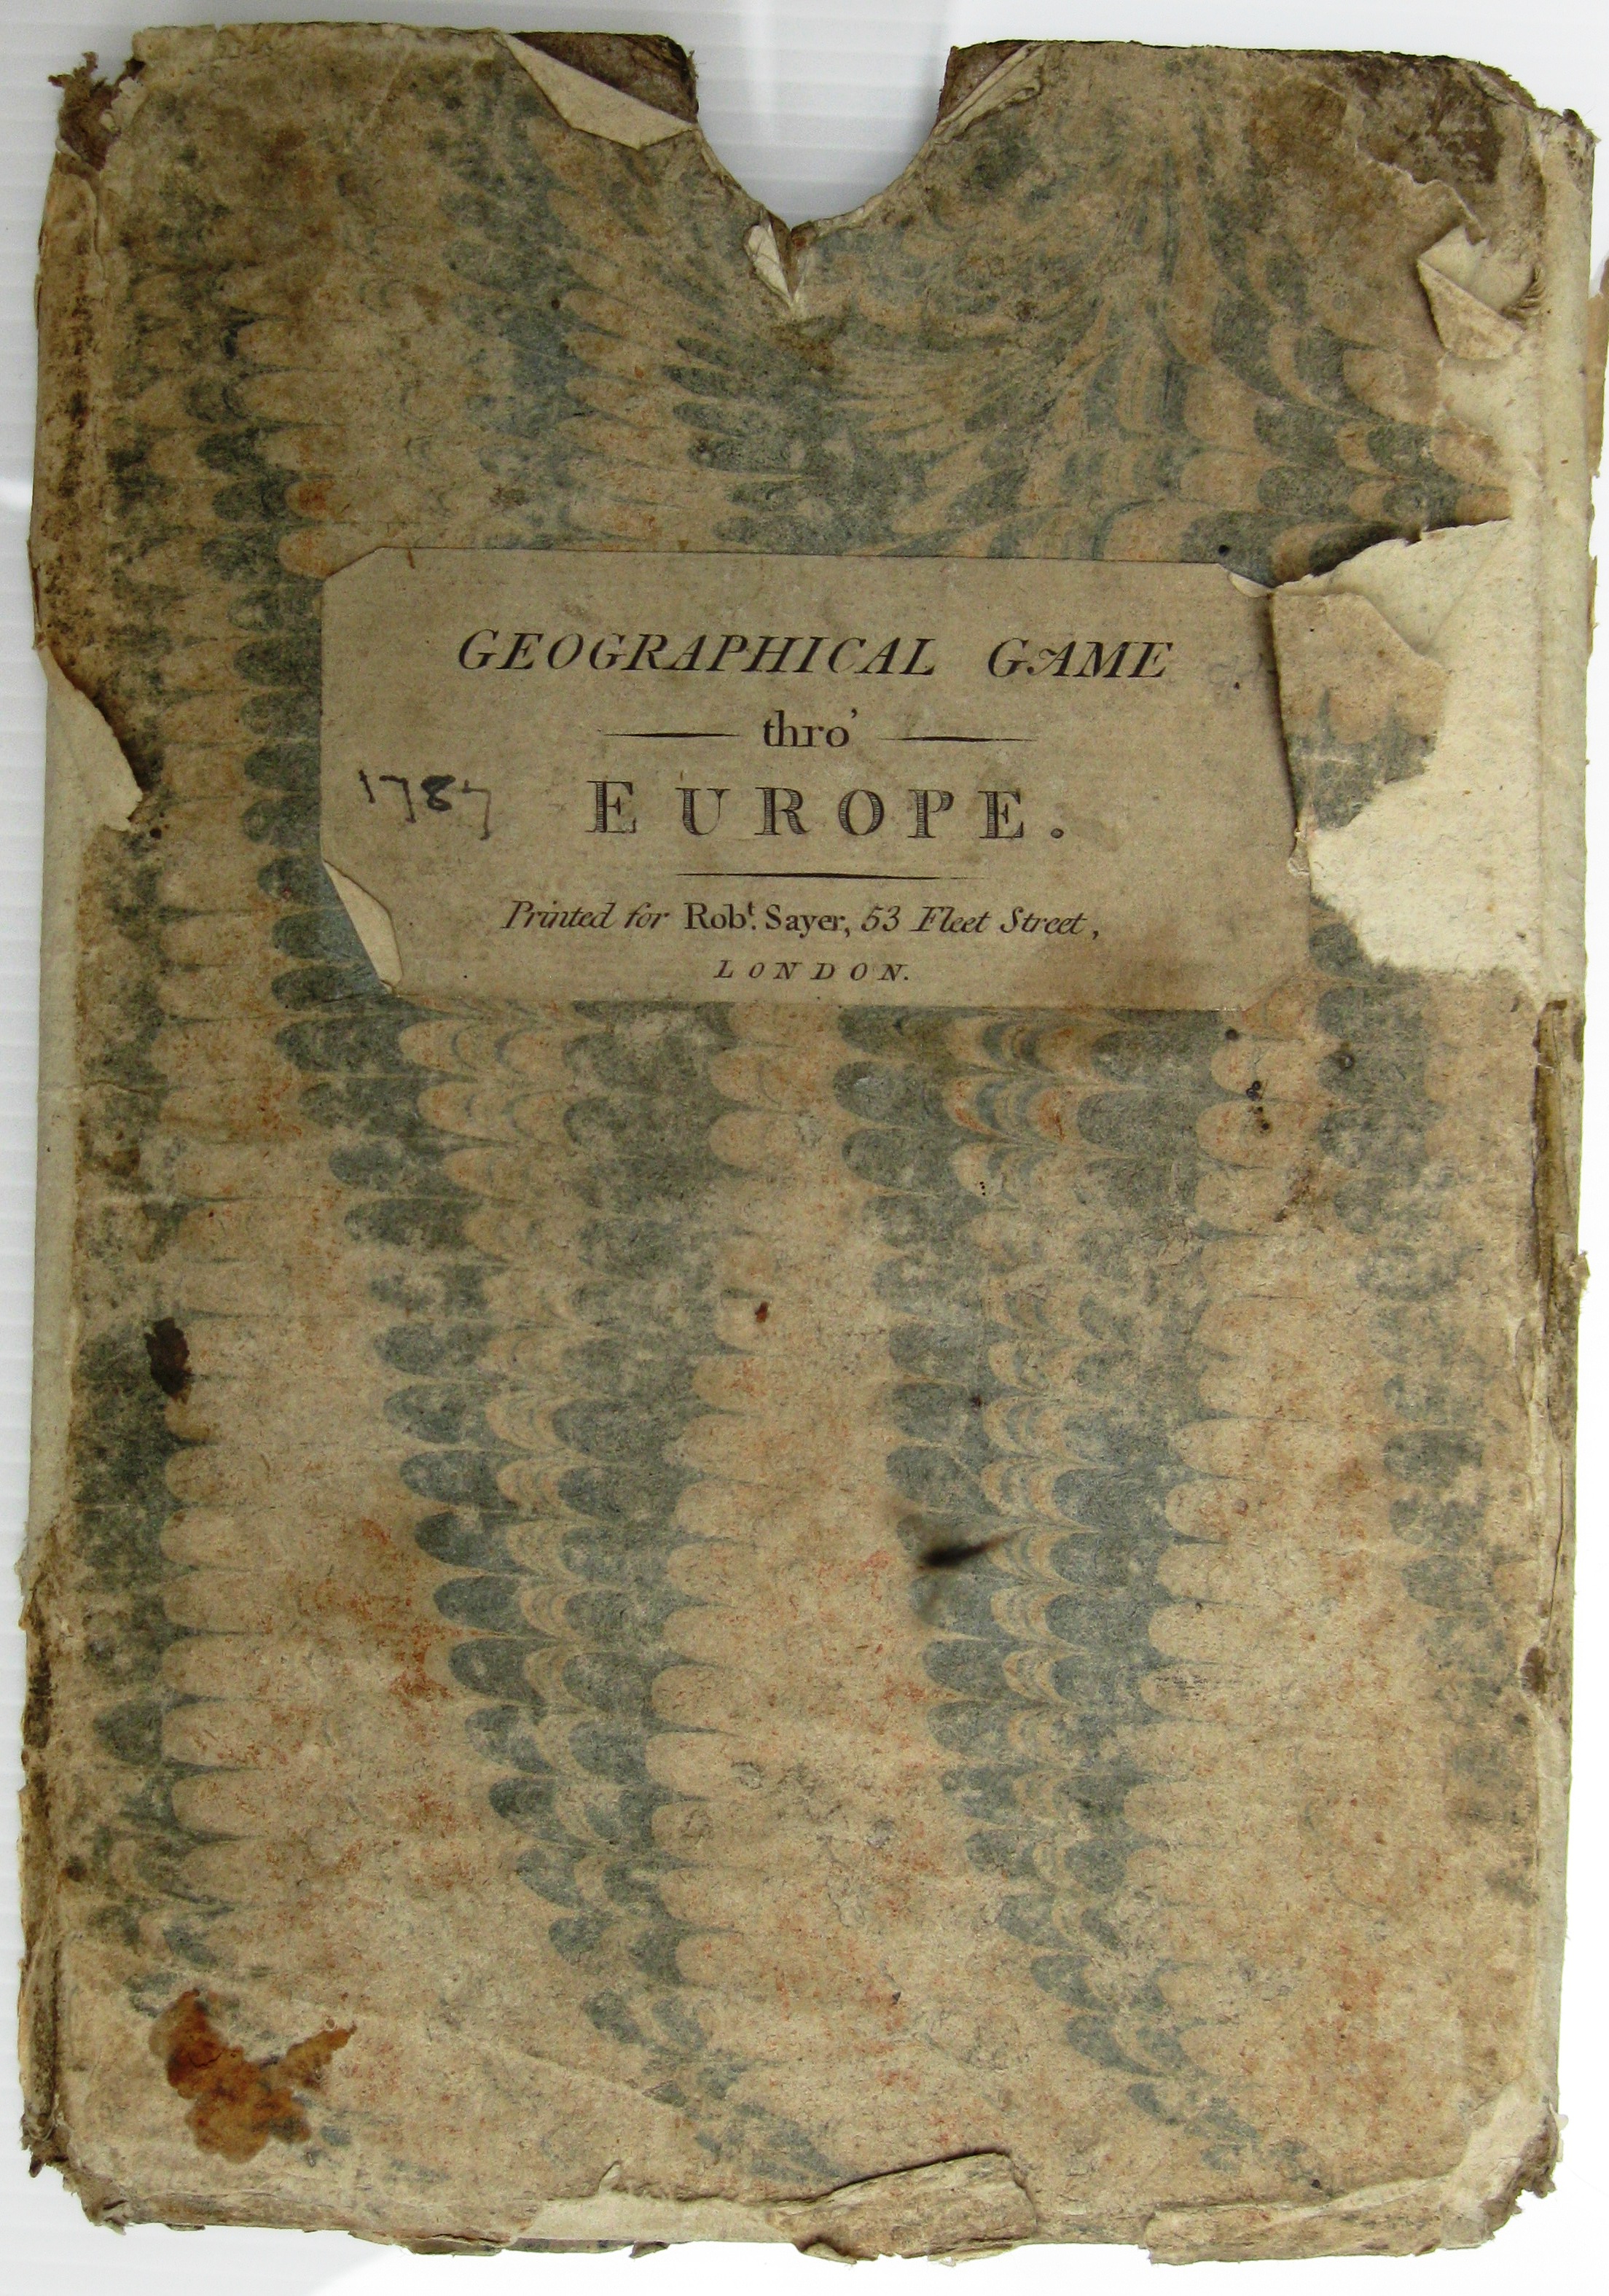 GEOGRAPHICAL GAME
thro'
1787
EUROPE.
Printed for Robt. Sayer, 53 Fleet Street,
LONDON.